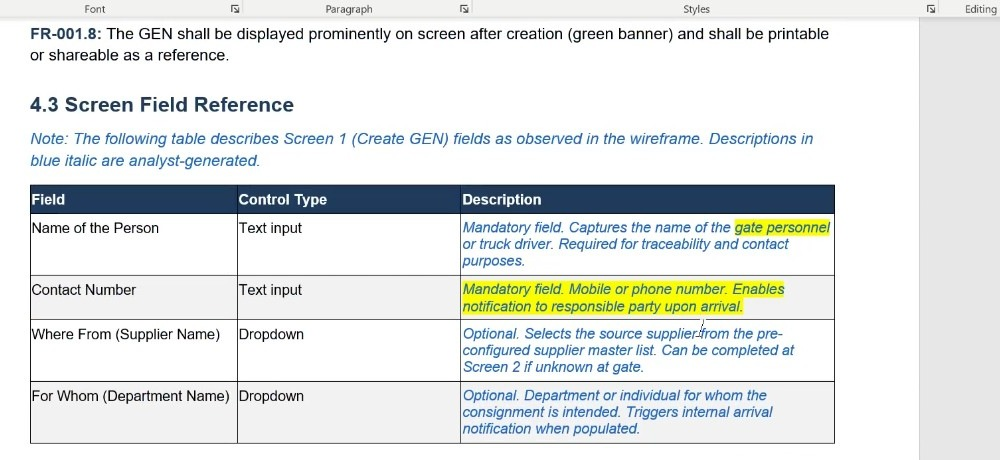 Font Paragraph Styles Editing
FR-001.8: The GEN shall be displayed prominently on screen after creation (green banner) and shall be printable
or shareable as a reference.
4.3 Screen Field Reference
Note: The following table describes Screen 1 (Create GEN) fields as observed in the wireframe. Descriptions in
blue italic are analyst-generated.
Field Control Type Description
Name of the Person Text input Mandatory field. Captures the name of the gate personnel
or truck driver. Required for traceability and contact
purposes.
Contact Number Text input Mandatory field. Mobile or phone number. Enables
notification to responsible party upon arrival.
Where From (Supplier Name) Dropdown Optional. Selects the source supplier from the pre-
configured supplier master list. Can be completed at
Screen 2 if unknown at gate.
For Whom (Department Name) Dropdown Optional. Department or individual for whom the
consignment is intended. Triggers internal arrival
notification when populated.